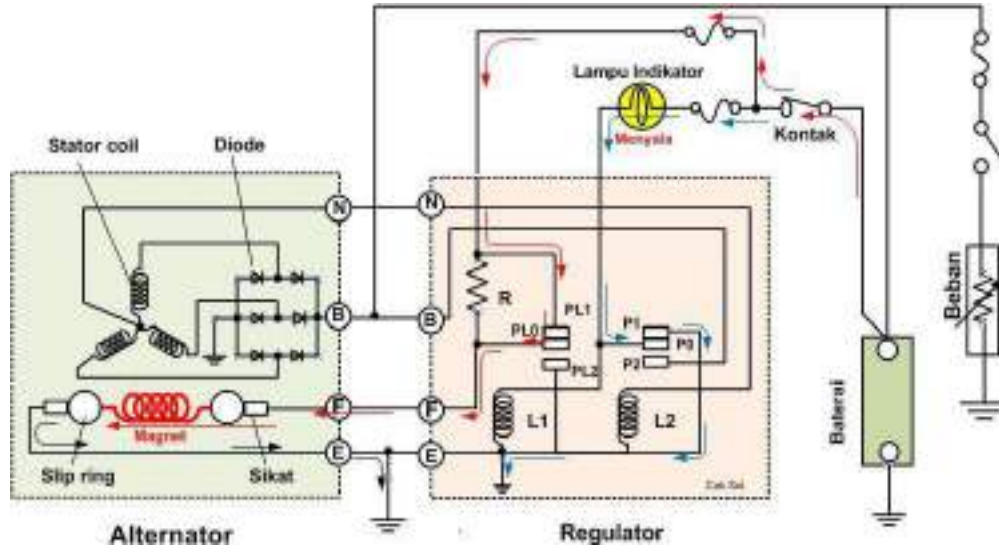 Lampu Indikator
Menyala
Kontak
Stator coil
Diode
N
N
R
PL1
PL0
PL2
P1
P0
P2
B
B
Beban
Baterai
F
F
L1
L2
Magnet
E
E
Slip ring
Sikat
Alternator
Regulator